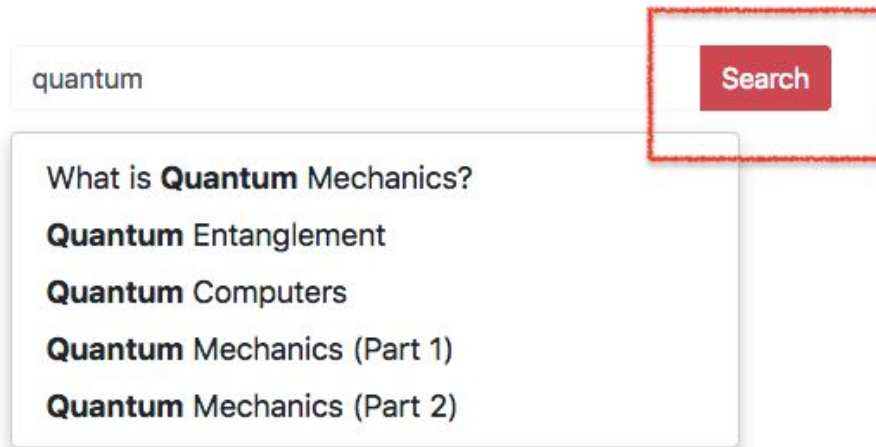 quantum Search
What is Quantum Mechanics?
Quantum Entanglement
Quantum Computers
Quantum Mechanics (Part 1)
Quantum Mechanics (Part 2)